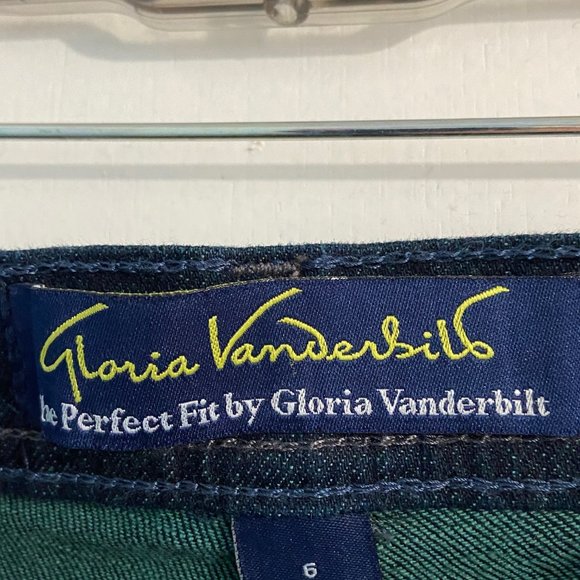 Gloria Vanderbilt
he Perfect Fit by Gloria Vanderbilt
6